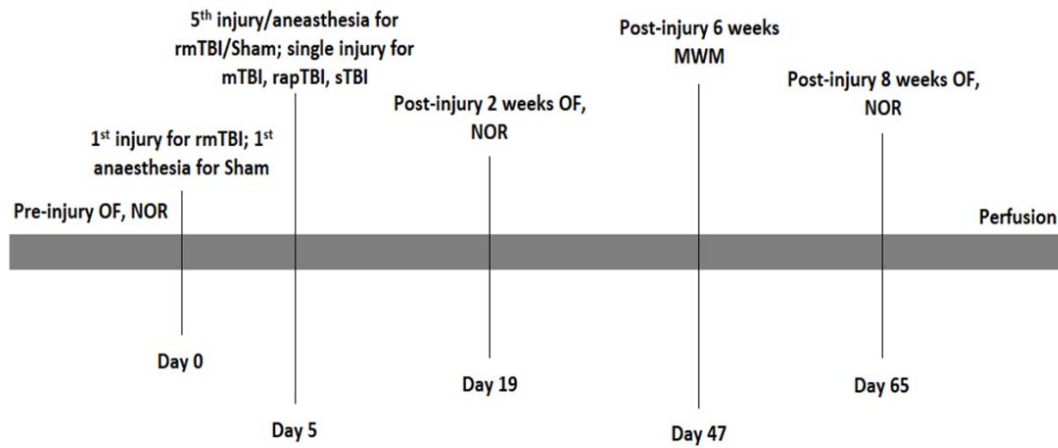 5th injury/aneasthesia for
rmTBI/Sham; single injury for
mTBI, rapTBI, sTBI
Post-injury 6 weeks
MWM
Post-injury 8 weeks OF,
NOR
Post-injury 2 weeks OF,
NOR
1st injury for rmTBI; 1st
anaesthesia for Sham
Pre-injury OF, NOR
Perfusion
Day 0
Day 19
Day 65
Day 5
Day 47